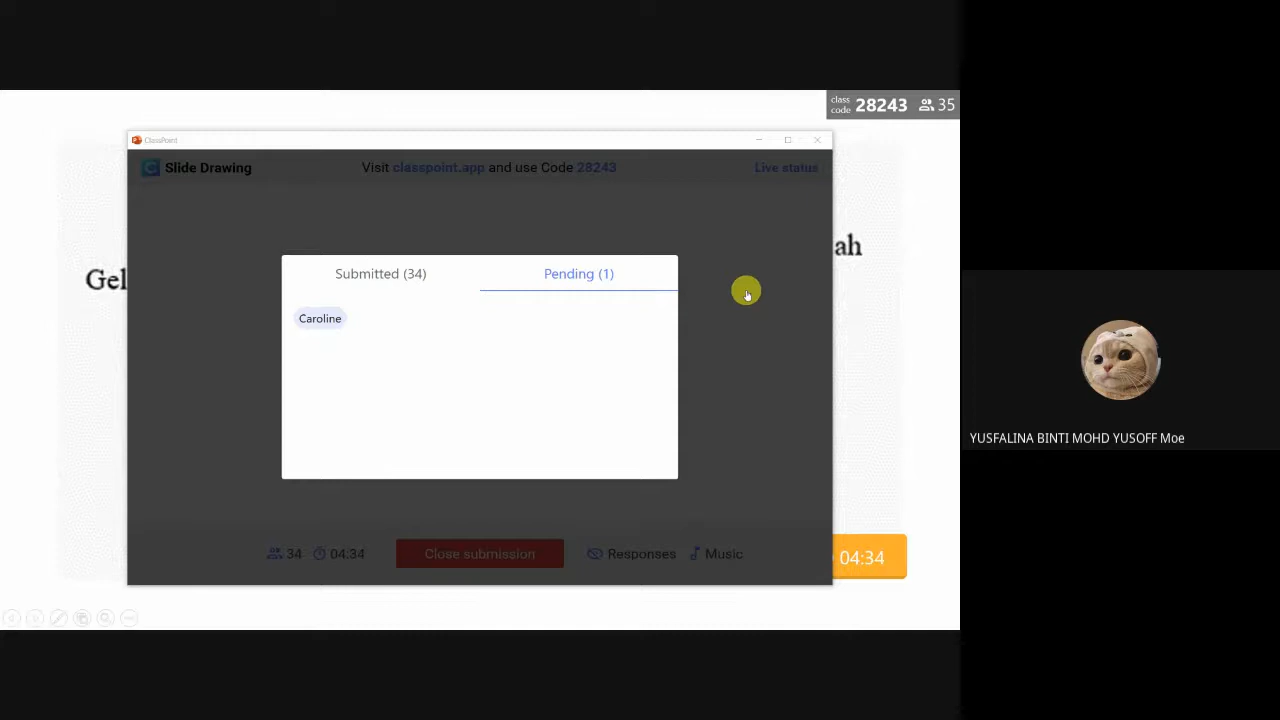 class code 28243 35
ClassPoint
Slide Drawing
Visit classpoint.app and use Code 28243
Live status
ah
Gel
Submitted (34)
Pending (1)
Caroline
34 04:34
Close submission
Responses
Music
04:34
YUSFALINA BINTI MOHD YUSOFF Moe